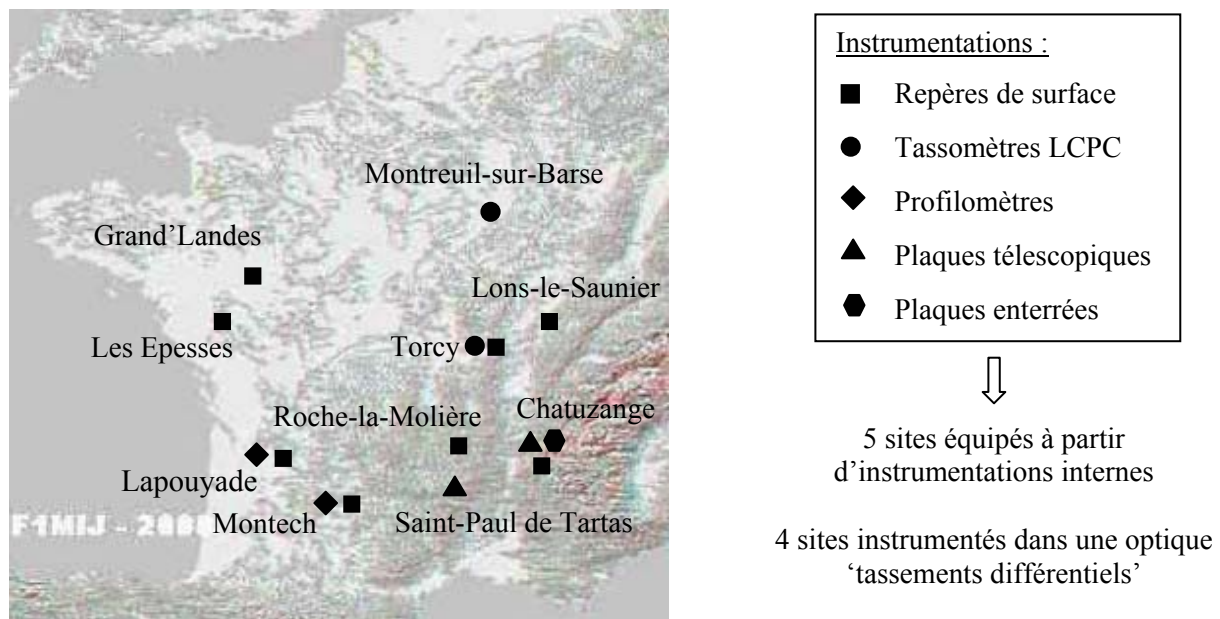 Montreuil-sur-Barse
Grand’Landes
Lons-le-Saunier
Les Epesses
Torcy
Roche-la-Molière
Chatuzange
Lapouyade
Montech
Saint-Paul de Tartas
Instrumentations :
Repères de surface
Tassomètres LCPC
Profilomètres
Plaques télescopiques
Plaques enterrées
5 sites équipés à partir
d’instrumentations internes
4 sites instrumentés dans une optique
‘tassements différentiels’